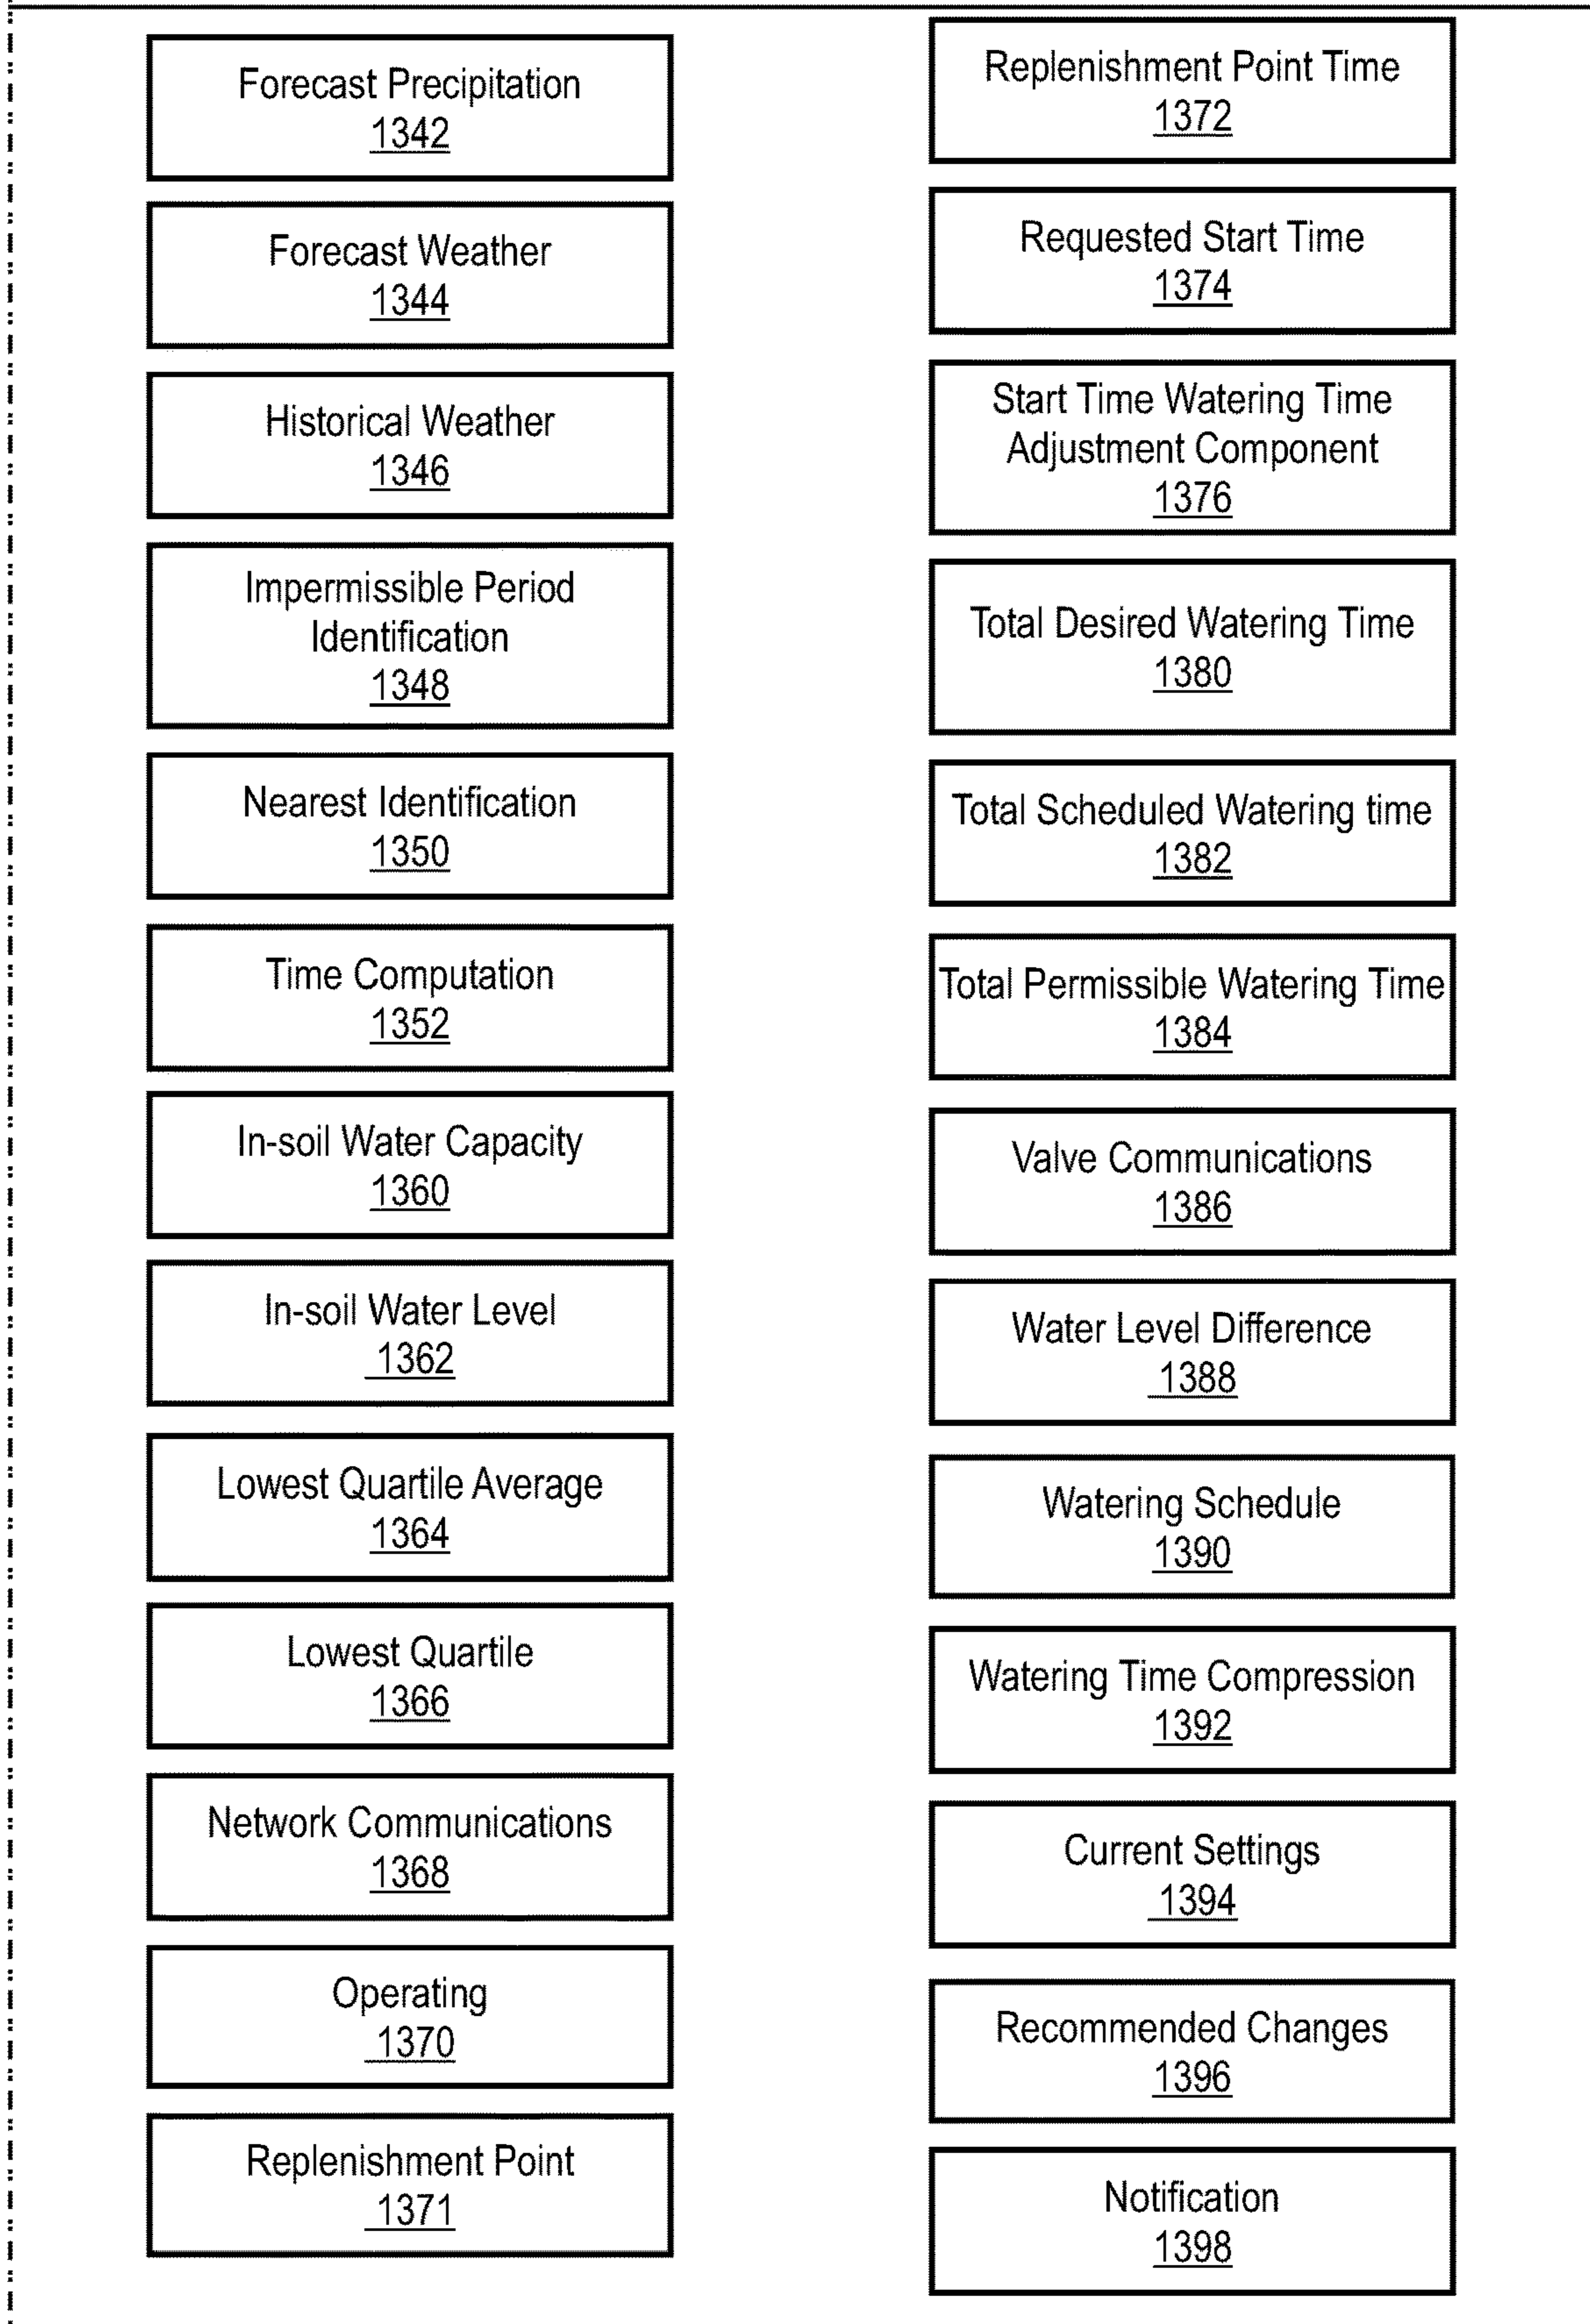 Forecast Precipitation
1342
Forecast Weather
1344
Historical Weather
1346
Impermissible Period
Identification
1348
Nearest Identification
1350
Time Computation
1352
In-soil Water Capacity
1360
In-soil Water Level
1362
Lowest Quartile Average
1364
Lowest Quartile
1366
Network Communications
1368
Operating
1370
Replenishment Point
1371
Replenishment Point Time
1372
Requested Start Time
1374
Start Time Watering Time
Adjustment Component
1376
Total Desired Watering Time
1380
Total Scheduled Watering time
1382
Total Permissible Watering Time
1384
Valve Communications
1386
Water Level Difference
1388
Watering Schedule
1390
Watering Time Compression
1392
Current Settings
1394
Recommended Changes
1396
Notification
1398